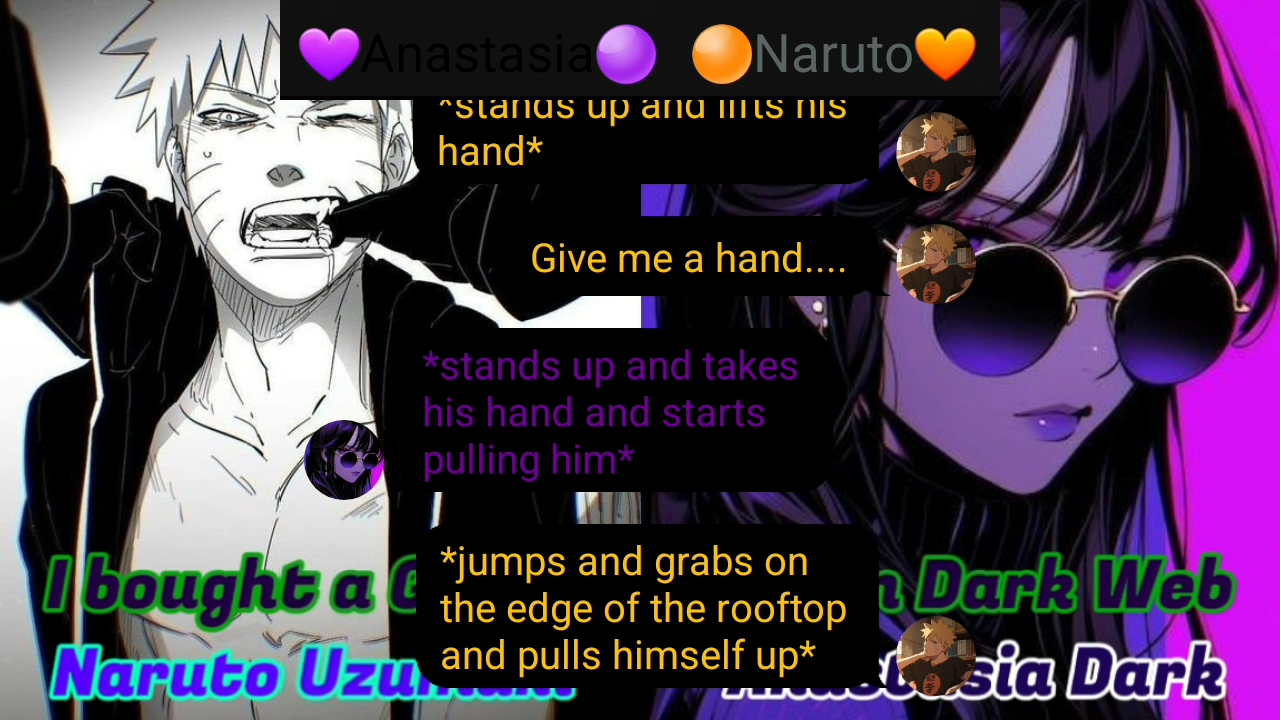 💜Anastasia🟣 🟠Naruto🧡
*stands up and lifts his
hand*
Give me a hand....
*stands up and takes
his hand and starts
pulling him*
*jumps and grabs on
the edge of the rooftop
and pulls himself up*
I bought a
Dark Web
Naruto
Dark